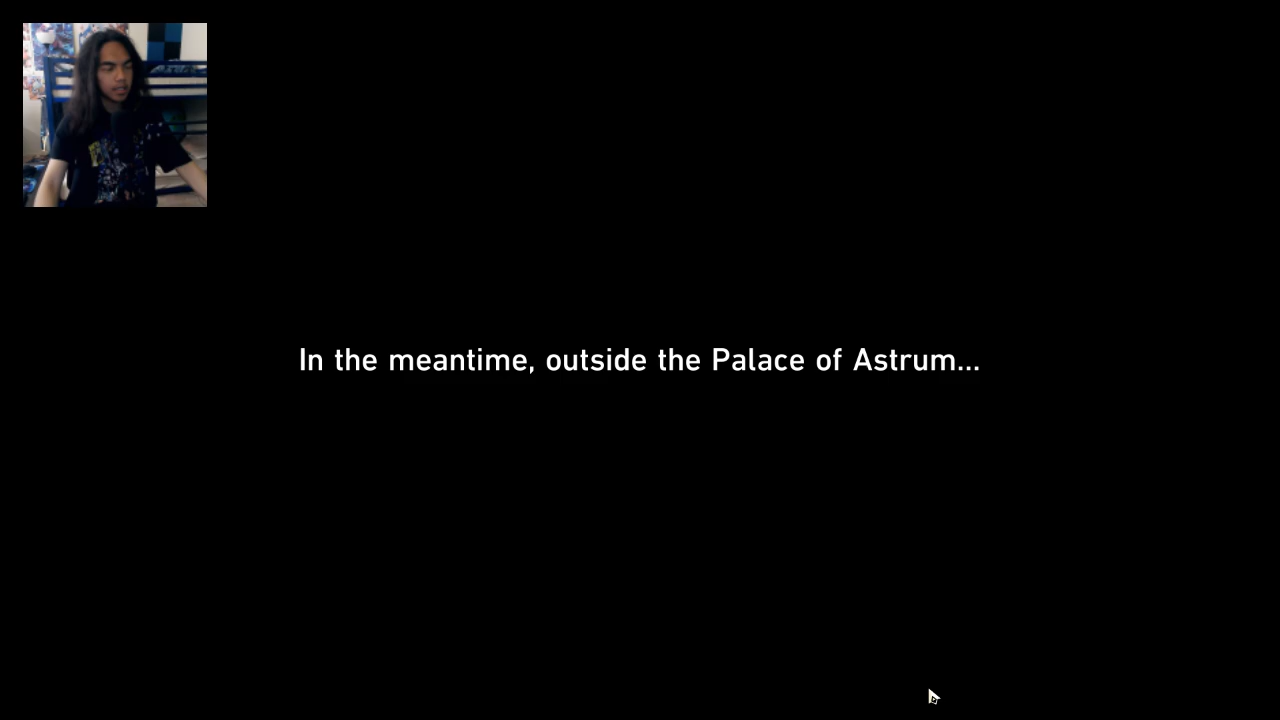 In the meantime, outside the Palace of Astrum...